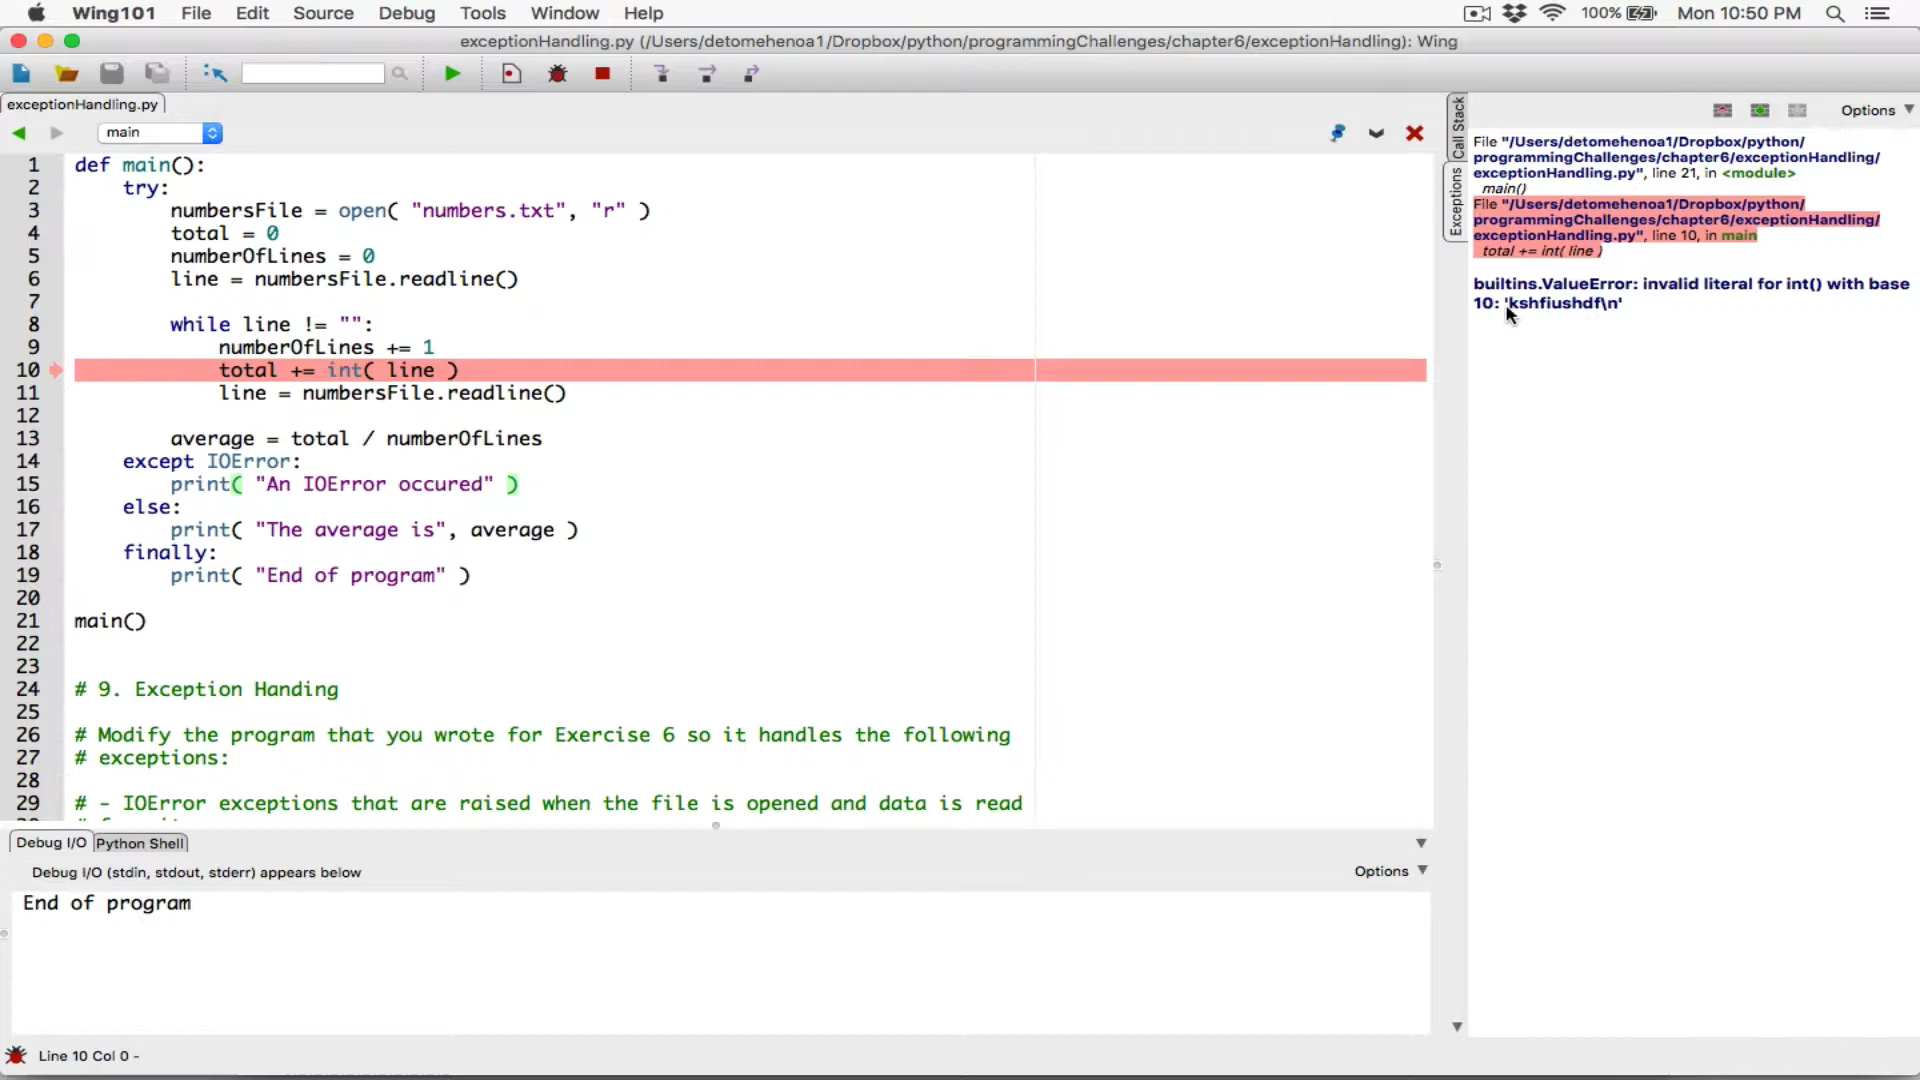 Wing101 File Edit Source Debug Tools Window Help 100% Mon 10:50 PM
exceptionHandling.py (/Users/detomehenoa1/Dropbox/python/programmingChallenges/chapter6/exceptionHandling): Wing
exceptionHandling.py
main
1 def main():
2 try:
3 numbersFile = open( "numbers.txt", "r" )
4 total = 0
5 numberOfLines = 0
6 line = numbersFile.readline()
7
8 while line != "":
9 numberOfLines += 1
10 total += int( line )
11 line = numbersFile.readline()
12
13 average = total / numberOfLines
14 except IOError:
15 print( "An IOError occured" )
16 else:
17 print( "The average is", average )
18 finally:
19 print( "End of program" )
20
21 main()
22
23
24 # 9. Exception Handing
25
26 # Modify the program that you wrote for Exercise 6 so it handles the following
27 # exceptions:
28
29 # - IOError exceptions that are raised when the file is opened and data is read
Call Stack
Exceptions
Options
File "/Users/detomehenoa1/Dropbox/python/
programmingChallenges/chapter6/exceptionHandling/
exceptionHandling.py", line 21, in <module>
main()
File "/Users/detomehenoa1/Dropbox/python/
programmingChallenges/chapter6/exceptionHandling/
exceptionHandling.py", line 10, in main
total += int( line )
builtins.ValueError: invalid literal for int() with base
10: 'kshfiushdf\n'
Debug I/O Python Shell
Debug I/O (stdin, stdout, stderr) appears below
Options
End of program
Line 10 Col 0 -